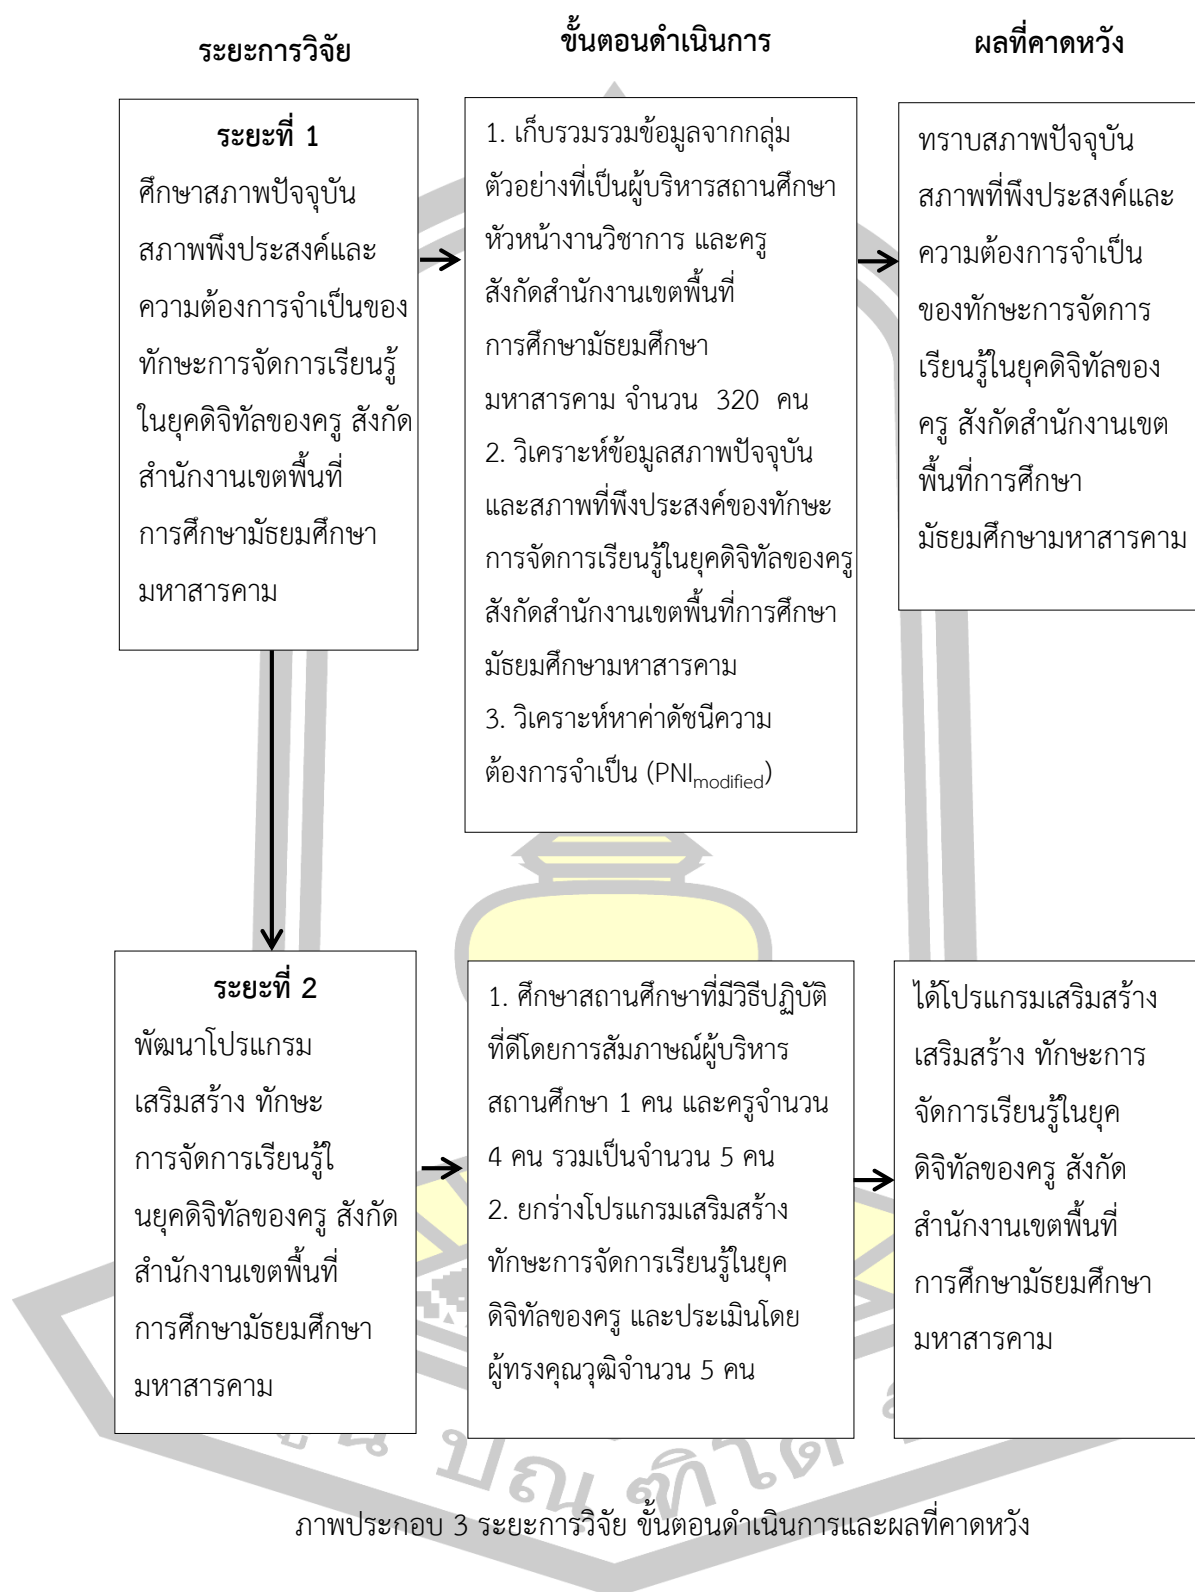 ระยะการวิจัย
ขั้นตอนดำเนินการ
ผลที่คาดหวัง
ระยะที่ 1
ศึกษาสภาพปัจจุบัน
สภาพพึงประสงค์และ
ความต้องการจำเป็นของ
ทักษะการจัดการเรียนรู้
ในยุคดิจิทัลของครู สังกัด
สำนักงานเขตพื้นที่
การศึกษามัธยมศึกษา
มหาสารคาม
1. เก็บรวมรวมข้อมูลจากกลุ่ม
ตัวอย่างที่เป็นผู้บริหารสถานศึกษา
หัวหน้างานวิชาการ และครู
สังกัดสำนักงานเขตพื้นที่
การศึกษามัธยมศึกษา
มหาสารคาม จำนวน 320 คน
2. วิเคราะห์ข้อมูลสภาพปัจจุบัน
และสภาพที่พึงประสงค์ของทักษะ
การจัดการเรียนรู้ในยุคดิจิทัลของครู
สังกัดสำนักงานเขตพื้นที่การศึกษา
มัธยมศึกษามหาสารคาม
3. วิเคราะห์หาค่าดัชนีความ
ต้องการจำเป็น (PNImodified)
ทราบสภาพปัจจุบัน
สภาพที่พึงประสงค์และ
ความต้องการจำเป็น
ของทักษะการจัดการ
เรียนรู้ในยุคดิจิทัลของ
ครู สังกัดสำนักงานเขต
พื้นที่การศึกษา
มัธยมศึกษามหาสารคาม
ระยะที่ 2
พัฒนาโปรแกรม
เสริมสร้าง ทักษะ
การจัดการเรียนรู้ใ
นยุคดิจิทัลของครู สังกัด
สำนักงานเขตพื้นที่
การศึกษามัธยมศึกษา
มหาสารคาม
1. ศึกษาสถานศึกษาที่มีวิธีปฏิบัติ
ที่ดีโดยการสัมภาษณ์ผู้บริหาร
สถานศึกษา 1 คน และครูจำนวน
4 คน รวมเป็นจำนวน 5 คน
2. ยกร่างโปรแกรมเสริมสร้าง
ทักษะการจัดการเรียนรู้ในยุค
ดิจิทัลของครู และประเมินโดย
ผู้ทรงคุณวุฒิจำนวน 5 คน
ได้โปรแกรมเสริมสร้าง
เสริมสร้าง ทักษะการ
จัดการเรียนรู้ในยุค
ดิจิทัลของครู สังกัด
สำนักงานเขตพื้นที่
การศึกษามัธยมศึกษา
มหาสารคาม
ภาพประกอบ 3 ระยะการวิจัย ขั้นตอนดำเนินการและผลที่คาดหวัง